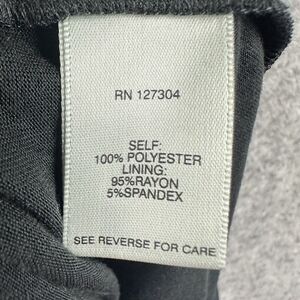 RN 127304
SELF:
100% POLYESTER
LINING:
95%RAYON
5%SPANDEX
SEE REVERSE FOR CARE